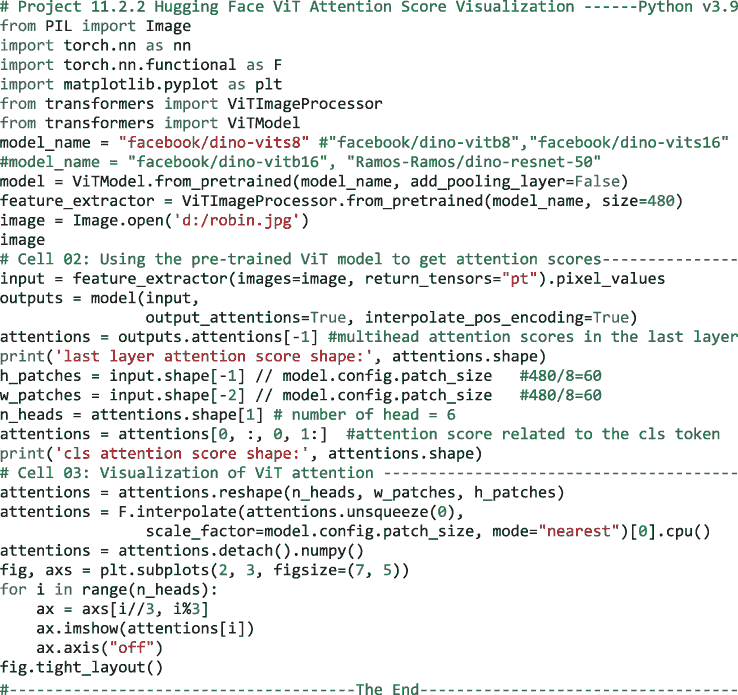 # Project 11.2.2 Hugging Face ViT Attention Score Visualization ------Python v3.9
from PIL import Image
import torch.nn as nn
import torch.nn.functional as F
import matplotlib.pyplot as plt
from transformers import ViTImageProcessor
from transformers import ViTModel
model_name = "facebook/dino-vits8" #"facebook/dino-vitb8","facebook/dino-vits16"
#model_name = "facebook/dino-vitb16", "Ramos-Ramos/dino-resnet-50"
model = ViTModel.from_pretrained(model_name, add_pooling_layer=False)
feature_extractor = ViTImageProcessor.from_pretrained(model_name, size=480)
image = Image.open('d:/robin.jpg')
image
# Cell 02: Using the pre-trained ViT model to get attention scores---------------
input = feature_extractor(images=image, return_tensors="pt").pixel_values
outputs = model(input,
                output_attentions=True, interpolate_pos_encoding=True)
attentions = outputs.attentions[-1] #multihead attention scores in the last layer
print('last layer attention score shape:', attentions.shape)
h_patches = input.shape[-1] // model.config.patch_size   #480/8=60
w_patches = input.shape[-2] // model.config.patch_size   #480/8=60
n_heads = attentions.shape[1] # number of head = 6
attentions = attentions[0, :, 0, 1:]  #attention score related to the cls token
print('cls attention score shape:', attentions.shape)
# Cell 03: Visualization of ViT attention ---------------------------------------
attentions = attentions.reshape(n_heads, w_patches, h_patches)
attentions = F.interpolate(attentions.unsqueeze(0),
                scale_factor=model.config.patch_size, mode="nearest")[0].cpu()
attentions = attentions.detach().numpy()
fig, axs = plt.subplots(2, 3, figsize=(7, 5))
for i in range(n_heads):
    ax = axs[i//3, i%3]
    ax.imshow(attentions[i])
    ax.axis("off")
fig.tight_layout()
#--------------------------------------The End-----------------------------------